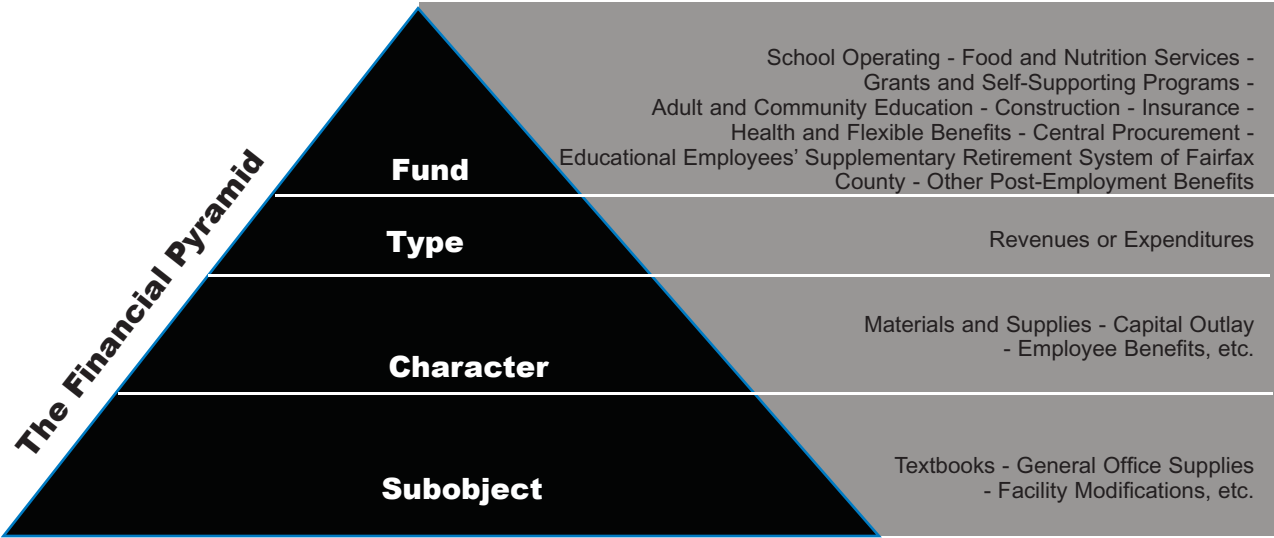 The Financial Pyramid
Fund
School Operating - Food and Nutrition Services -
Grants and Self-Supporting Programs -
Adult and Community Education - Construction - Insurance -
Health and Flexible Benefits - Central Procurement -
Educational Employees’ Supplementary Retirement System of Fairfax
County - Other Post-Employment Benefits
Type
Revenues or Expenditures
Character
Materials and Supplies - Capital Outlay
- Employee Benefits, etc.
Subobject
Textbooks - General Office Supplies
- Facility Modifications, etc.